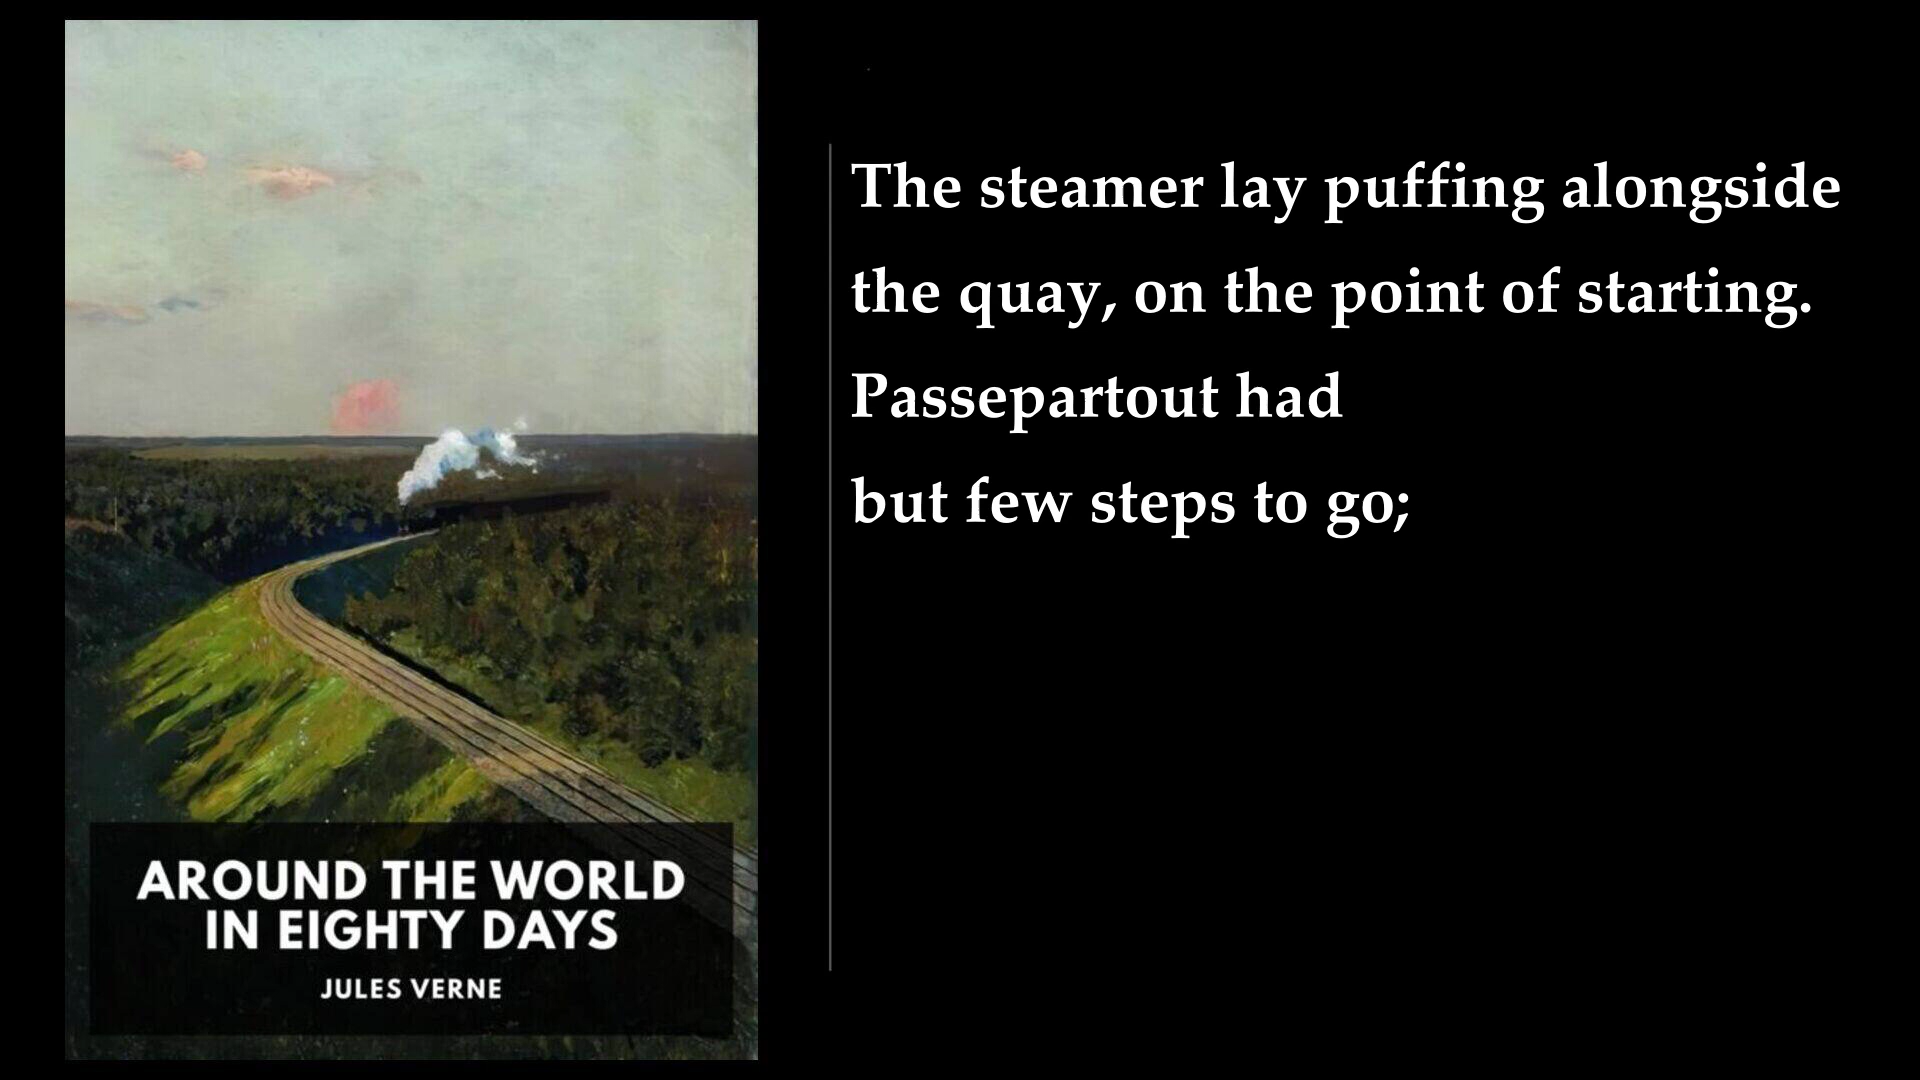 The steamer lay puffing alongside
the quay, on the point of starting.
Passepartout had
but few steps to go;
AROUND THE WORLD
IN EIGHTY DAYS
JULES VERNE